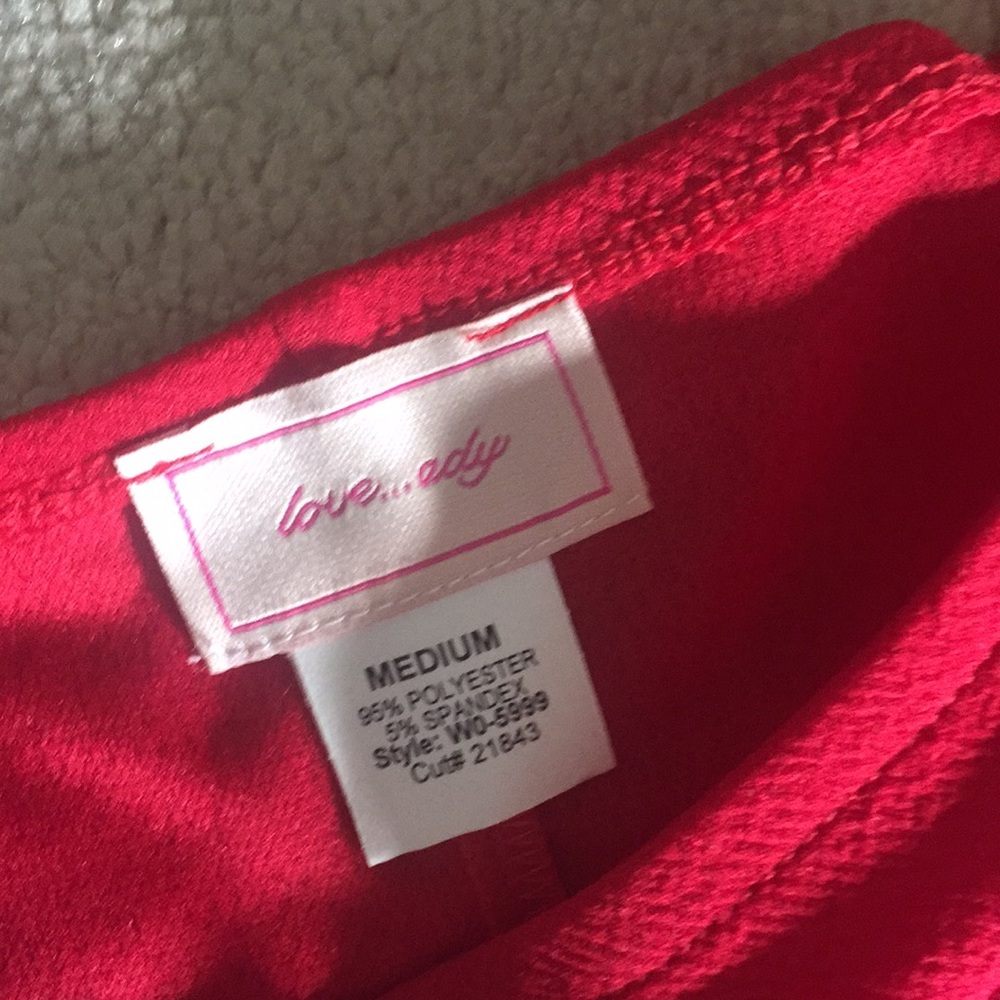 love...edy
MEDIUM
95% POLYESTER
5% SPANDEX
Style: W0-5999
Cut# 21843